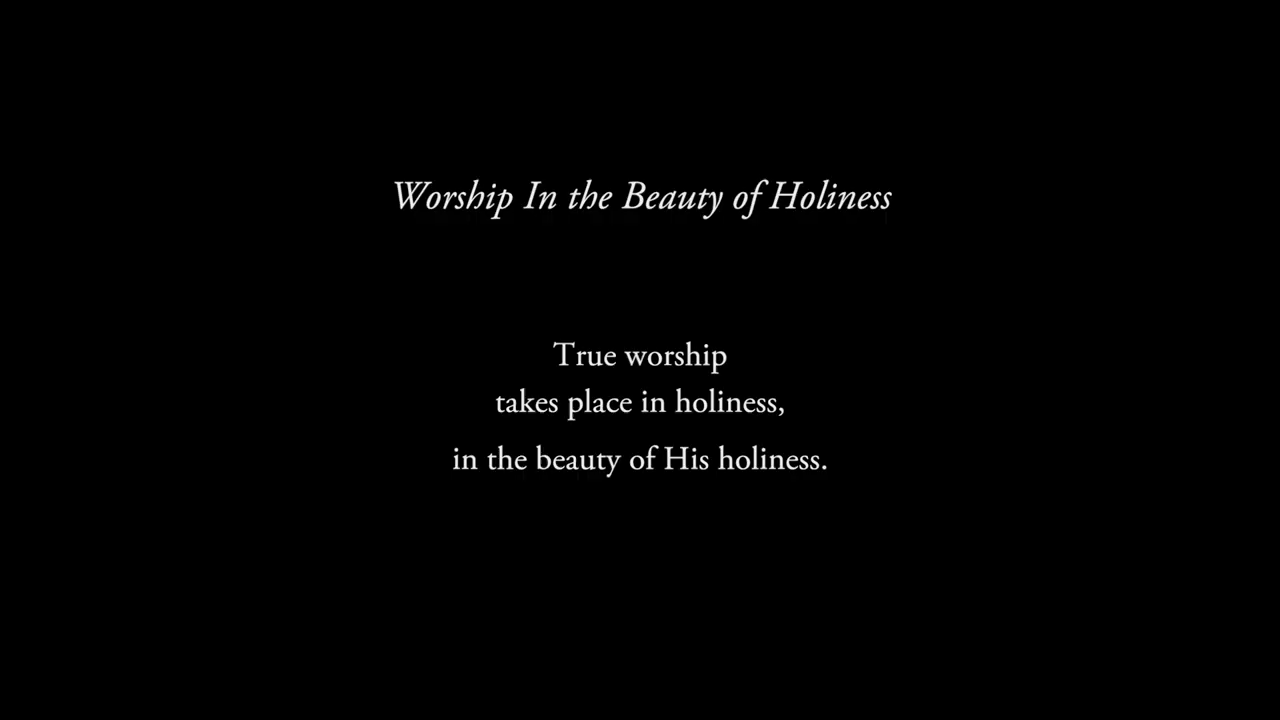 Worship In the Beauty of Holiness
True worship
takes place in holiness,
in the beauty of His holiness.